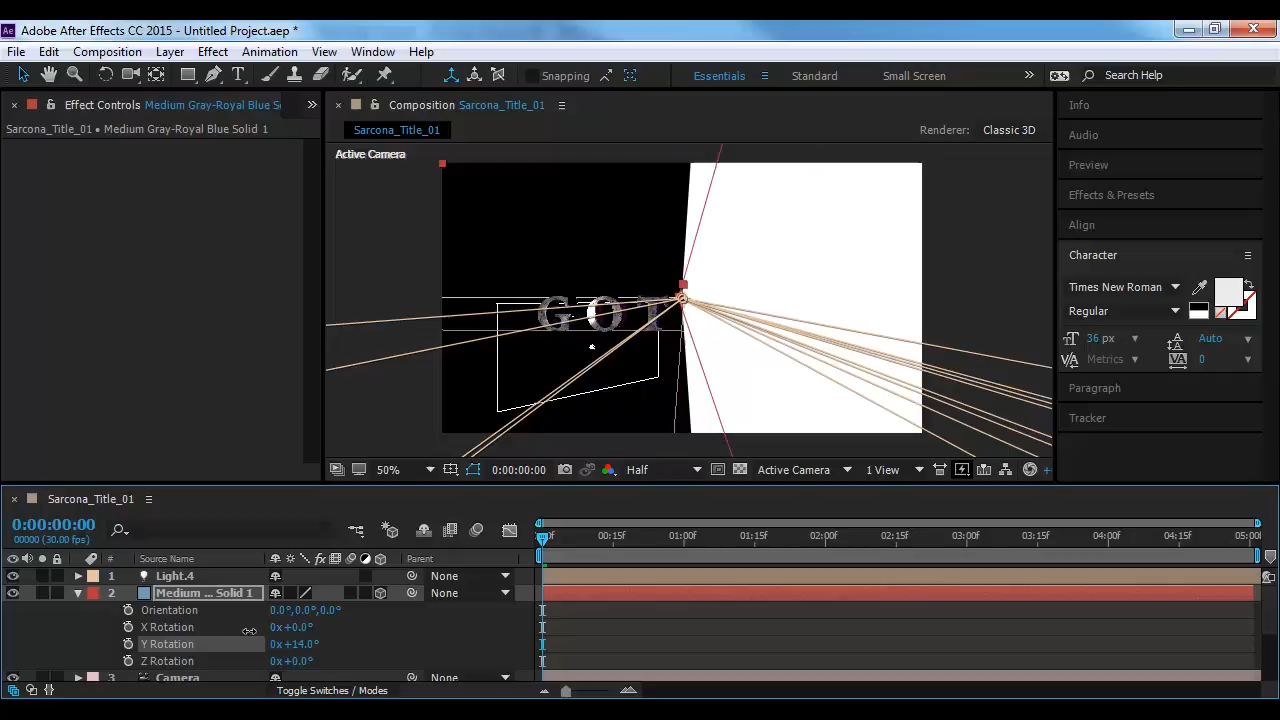 Adobe After Effects CC 2015 - Untitled Project.aep *
File Edit Composition Layer Effect Animation View Window Help
Snapping Essentials Standard Small Screen Search Help
Effect Controls Medium Gray-Royal Blue So
Composition Sarcona_Title_01
Info
Sarcona_Title_01 • Medium Gray-Royal Blue Solid 1
Sarcona_Title_01
Renderer: Classic 3D
Audio
Active Camera
Preview
Effects & Presets
Align
Character
Times New Roman
Regular
G O T
36 px Auto
Metrics 0
Paragraph
Tracker
50% 0:00:00:00 Half Active Camera 1 View
Sarcona_Title_01
0:00:00:00
00000 (30.00 fps)
00:15f 01:00f 01:15f 02:00f 02:15f 03:00f 03:15f 04:00f 04:15f 05:00
# Source Name Parent
1 Light.4 None
2 Medium ... Solid 1 None
Orientation 0.0°,0.0°,0.0°
X Rotation 0x+0.0°
Y Rotation 0x+14.0°
Z Rotation 0x+0.0°
3 Camera None
Toggle Switches / Modes